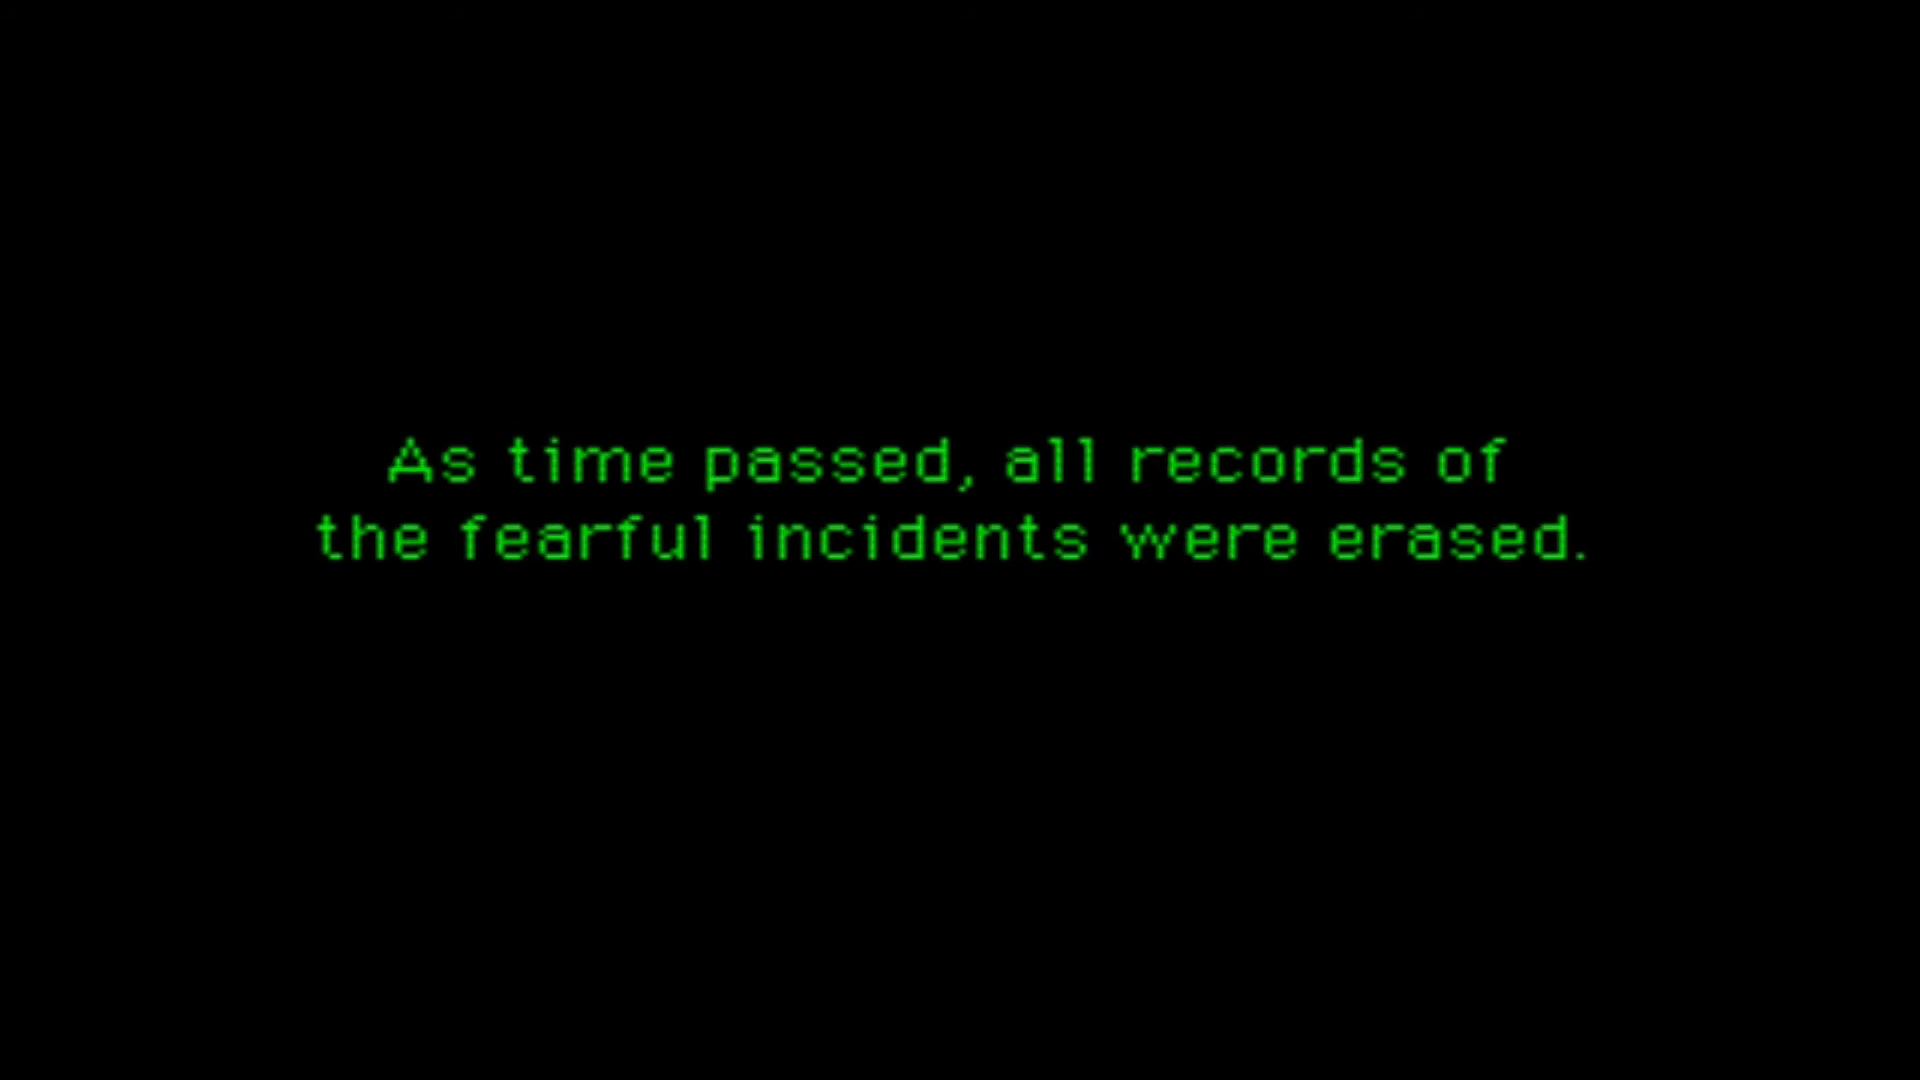 As time passed, all records of
the fearful incidents were erased.